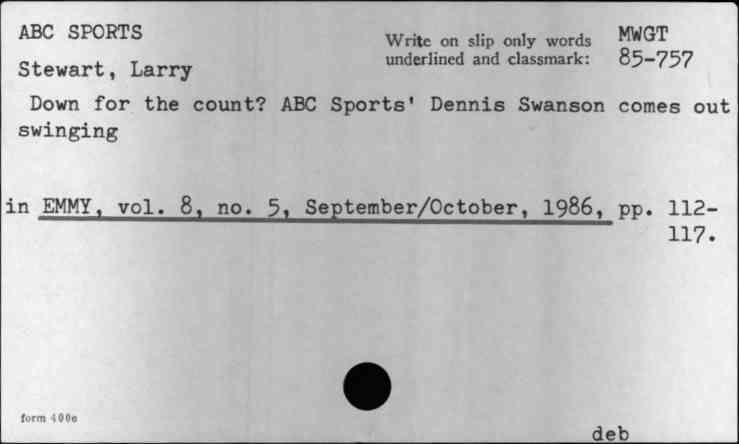 ABC SPORTS
Write on slip only words
underlined and classmark:
MWGT
85-757
Stewart, Larry
Down for the count? ABC Sports' Dennis Swanson comes out
swinging
in EMMY, vol. 8, no. 5, September/October, 1986, pp. 112-
117.
form 400e
deb